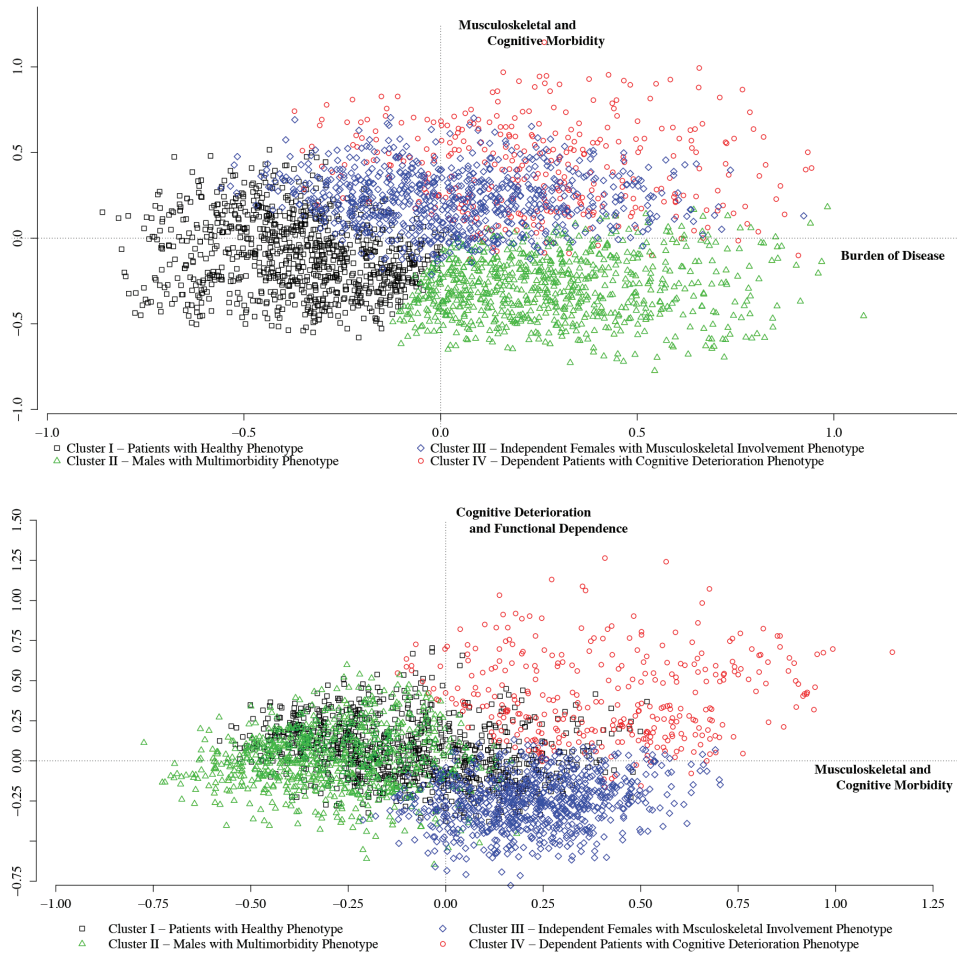 Musculoskeletal and
Cognitive Morbidity
1.0
0.5
0.0
Burden of Disease
−0.5
−1.0
−1.0 −0.5 0.0 0.5 1.0
Cluster I – Patients with Healthy Phenotype
Cluster III – Independent Females with Musculoskeletal Involvement Phenotype
Cluster II – Males with Multimorbidity Phenotype
Cluster IV – Dependent Patients with Cognitive Deterioration Phenotype
Cognitive Deterioration
and Functional Dependence
1.50
1.25
1.00
0.75
0.50
0.25
0.00
Musculoskeletal and
Cognitive Morbidity
−0.25
−0.75
−1.00 −0.75 −0.50 −0.25 0.00 0.25 0.50 0.75 1.00 1.25
Cluster I – Patients with Healthy Phenotype
Cluster III – Independent Females with Msculoskeletal Involvement Phenotype
Cluster II – Males with Multimorbidity Phenotype
Cluster IV – Dependent Patients with Cognitive Deterioration Phenotype